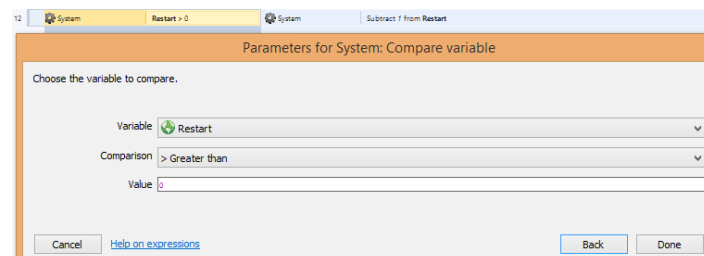 12 System Restart > 0 System Subtract 1 from Restart
Parameters for System: Compare variable
Choose the variable to compare.
Variable Restart
Comparison > Greater than
Value 0
Cancel Help on expressions Back Done